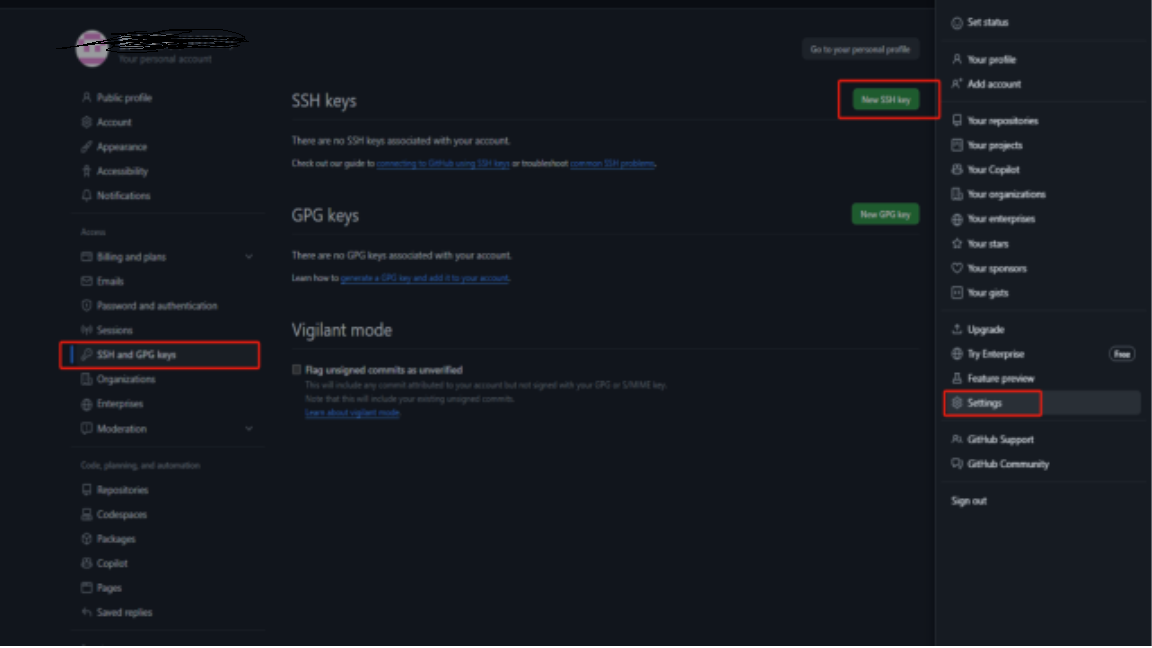 Your personal account
Go to your personal profile
Public profile
Account
Appearance
Accessibility
Notifications
Access
Billing and plans
Emails
Password and authentication
Sessions
SSH and GPG keys
Organizations
Enterprises
Moderation
Code, planning, and automation
Repositories
Codespaces
Packages
Copilot
Pages
Saved replies
SSH keys
New SSH key
There are no SSH keys associated with your account.
Check out our guide to connecting to GitHub using SSH keys or troubleshoot common SSH problems.
GPG keys
New GPG key
There are no GPG keys associated with your account.
Learn how to generate a GPG key and add it to your account.
Vigilant mode
Flag unsigned commits as unverified
This will include any commit attributed to your account but not signed with your GPG or S/MIME key.
Note that this will include your existing unsigned commits.
Learn about vigilant mode.
Set status
Your profile
Add account
Your repositories
Your projects
Your Copilot
Your organizations
Your enterprises
Your stars
Your sponsors
Your gists
Upgrade
Try Enterprise Free
Feature preview
Settings
GitHub Support
GitHub Community
Sign out